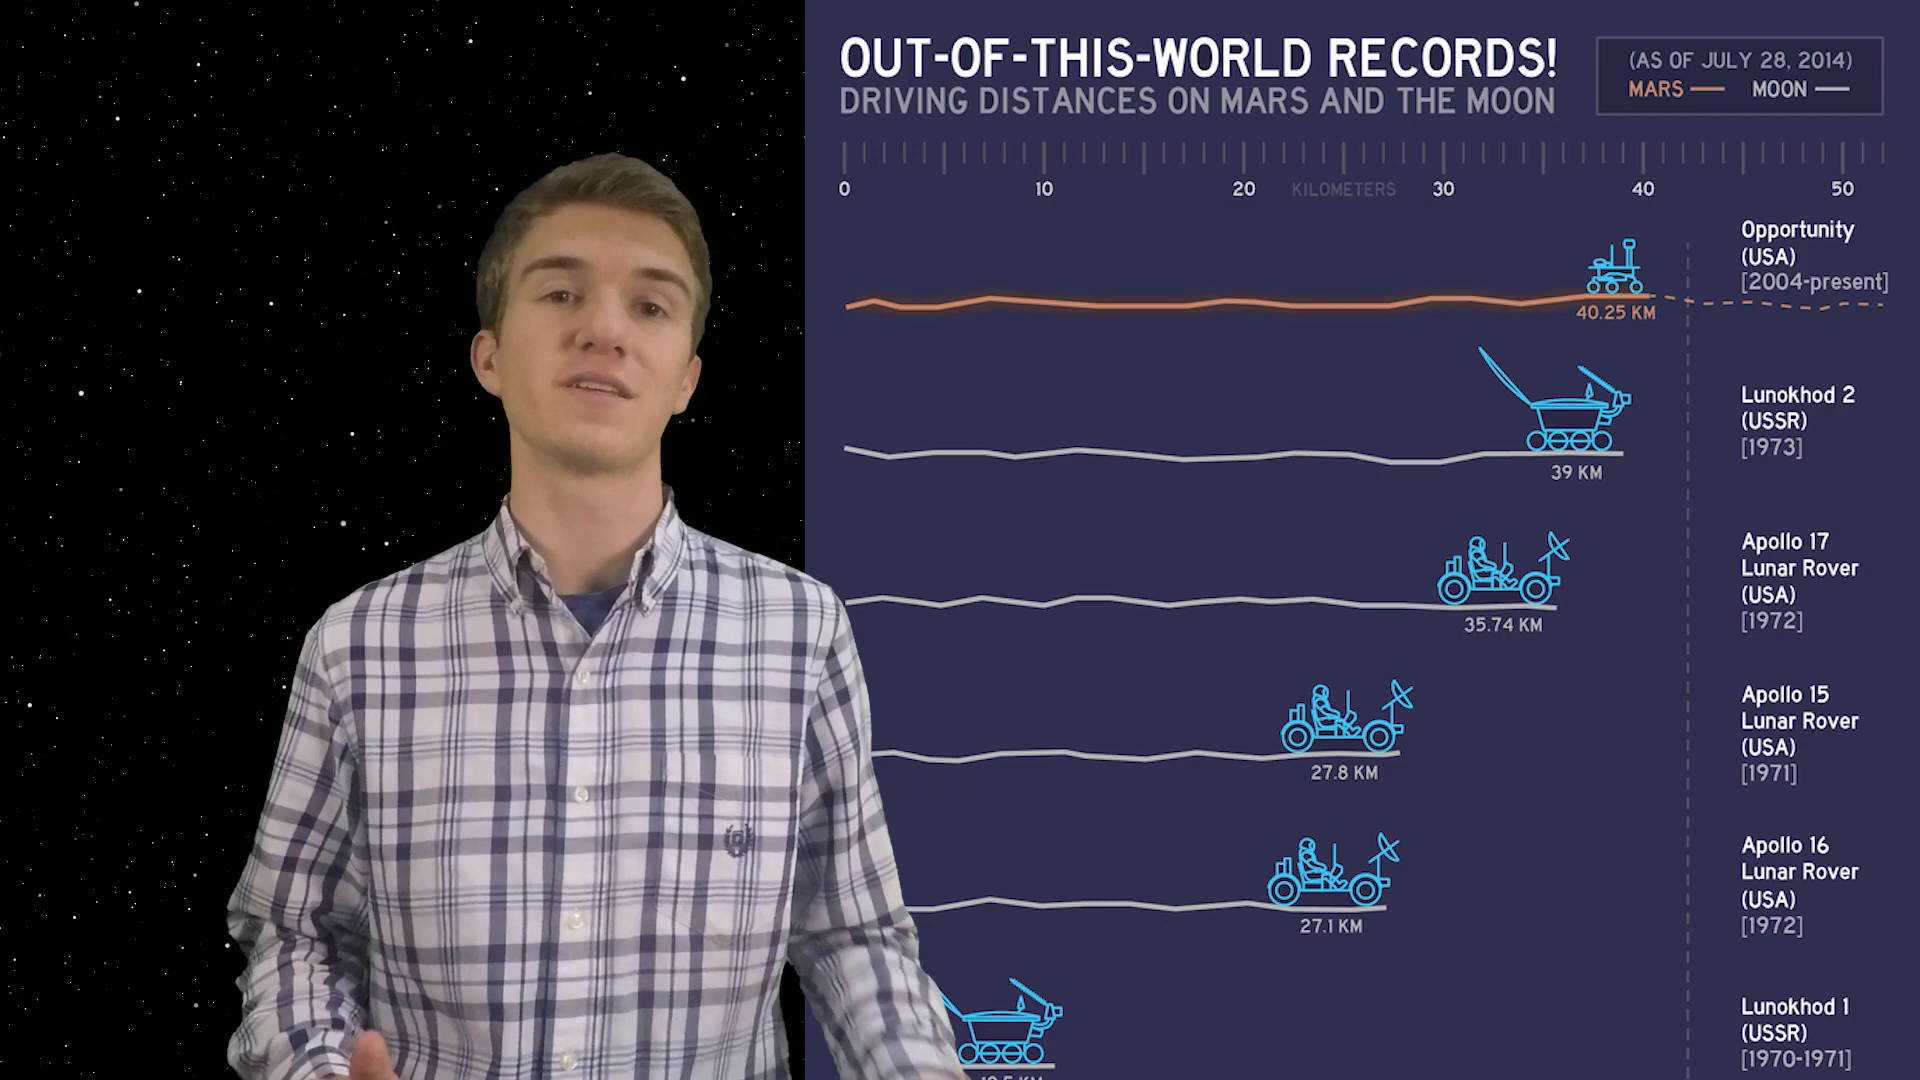 OUT-OF-THIS-WORLD RECORDS!
DRIVING DISTANCES ON MARS AND THE MOON
(AS OF JULY 28, 2014)
MARS MOON
0 10 20 KILOMETERS 30 40 50
Opportunity
(USA)
[2004-present]
40.25 KM
Lunokhod 2
(USSR)
[1973]
39 KM
Apollo 17
Lunar Rover
(USA)
[1972]
35.74 KM
Apollo 15
Lunar Rover
(USA)
[1971]
27.8 KM
Apollo 16
Lunar Rover
(USA)
[1972]
27.1 KM
Lunokhod 1
(USSR)
[1970-1971]